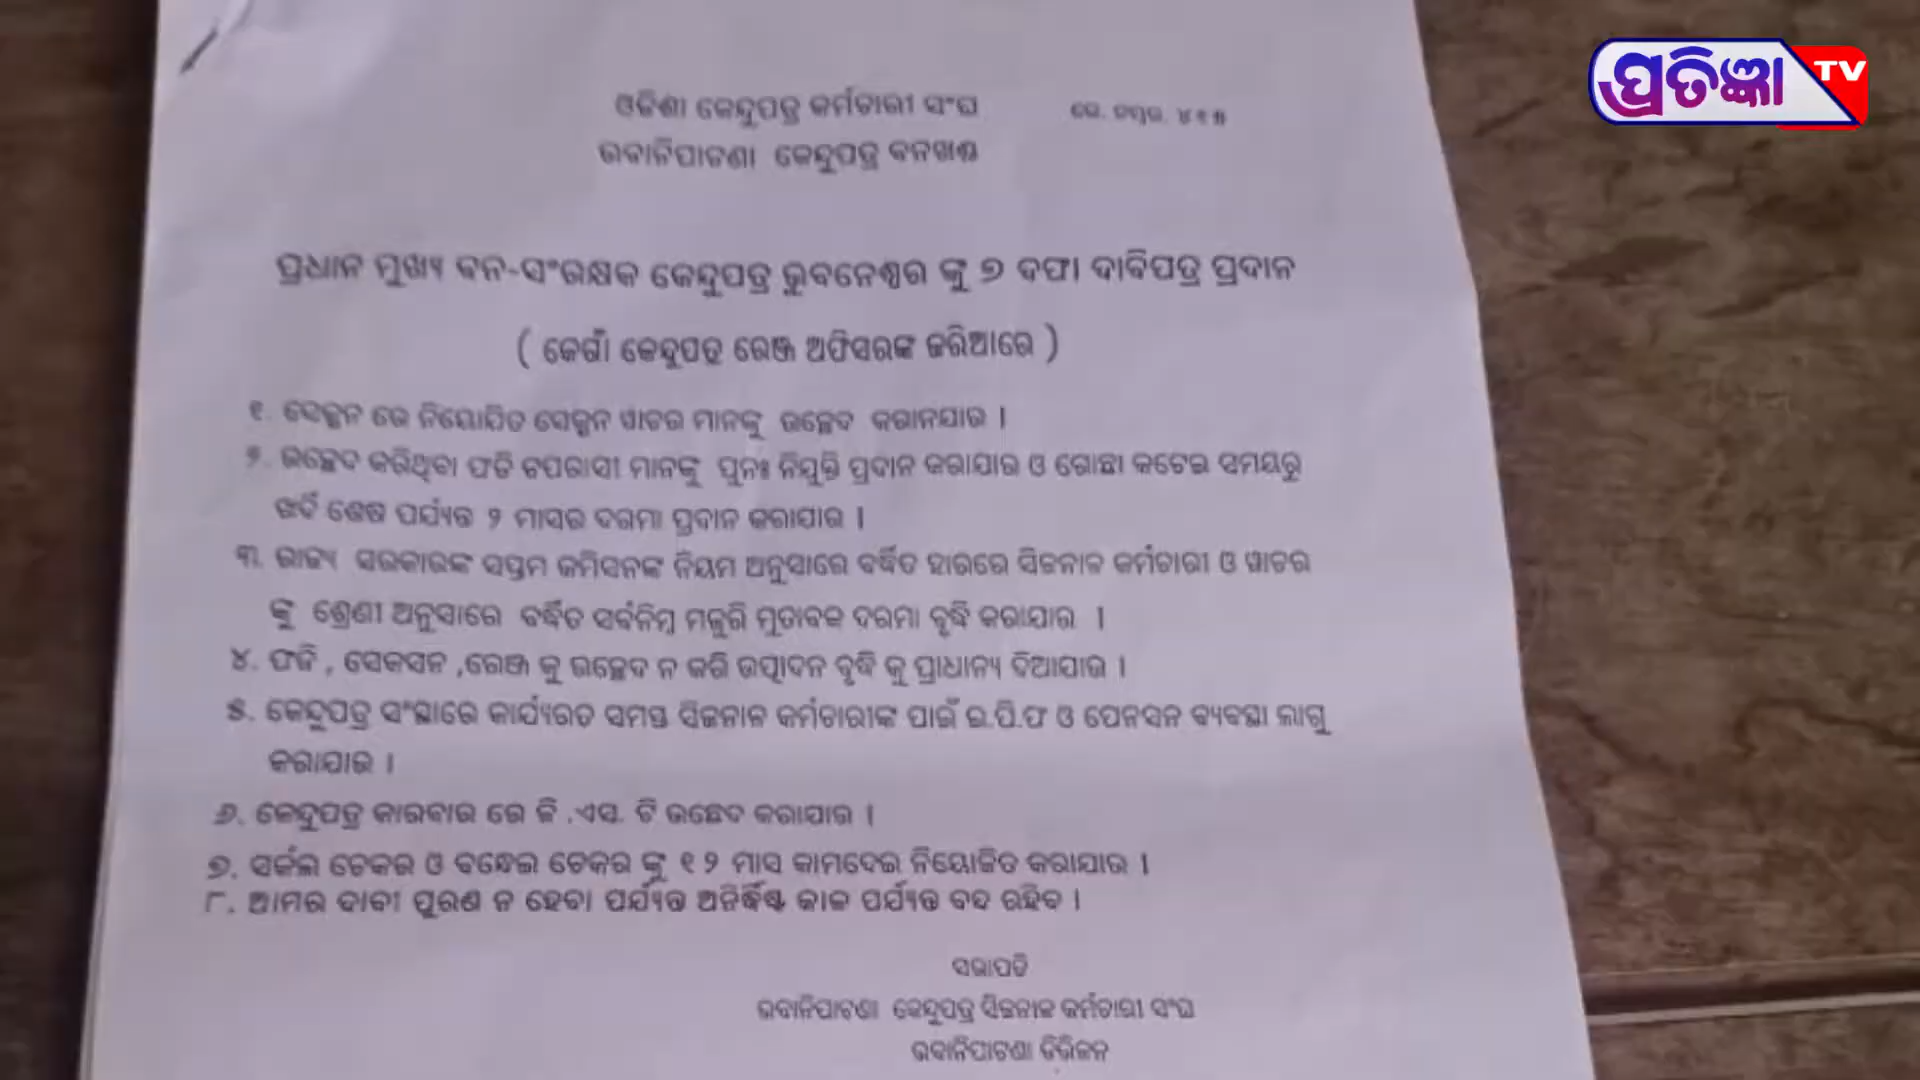 ପ୍ରତିଜ୍ଞା TV
ଓଡିଶା କେନ୍ଦୁପତ୍ର କର୍ମଚାରୀ ସଂଘ ରେ. ନମ୍ବର. ୪୧୫
ଭବାନିପାଟଣା କେନ୍ଦୁପତ୍ର ବନଖଣ୍ଡ
ପ୍ରଧାନ ମୁଖ୍ୟ ବନ-ସଂରକ୍ଷକ କେନ୍ଦୁପତ୍ର ଭୁବନେଶ୍ୱର ଙ୍କୁ ୭ ଦଫା ଦାବିପତ୍ର ପ୍ରଦାନ
( କେଗାଁ କେନ୍ଦୁପତ୍ର ରେଞ୍ଜ ଅଫିସରଙ୍କ ଜରିଆରେ )
୧. ସେକ୍ସନ ରେ ନିୟୋଯିତ ସେକ୍ସନ ୱାଚର ମାନଙ୍କୁ ଉଚ୍ଛେଦ କରାନଯାଉ ।
୨. ଉଚ୍ଛେଦ କରିଥିବା ଫଡି ଚପରାସୀ ମାନଙ୍କୁ ପୁନଃ ନିଯୁକ୍ତି ପ୍ରଦାନ କରାଯାଉ ଓ ବୋଛା କଟେଇ ସମୟରୁ
ଖର୍ଦ୍ଦି ଶେଷ ପର୍ଯ୍ୟନ୍ତ ୨ ମାସର ଦରମା ପ୍ରଦାନ କରାଯାଉ ।
୩. ରାଜ୍ୟ ସରକାରଙ୍କ ସପ୍ତମ କମିସନଙ୍କ ନିୟମ ଅନୁସାରେ ବର୍ଦ୍ଧିତ ହାରରେ ସିଜନାଲ କର୍ମଚାରୀ ଓ ୱାଚର
ଙ୍କୁ ଶ୍ରେଣୀ ଅନୁସାରେ ବର୍ଦ୍ଧିତ ସର୍ବନିମ୍ନ ମଜୁରି ମୁତାବକ ଦରମା ବୃଦ୍ଧି କରାଯାଉ ।
୪. ଫଡି , ସେକସନ ,ରେଞ୍ଜ କୁ ଉଚ୍ଛେଦ ନ କରି ଉତ୍ପାଦନ ବୃଦ୍ଧି କୁ ପ୍ରାଧାନ୍ୟ ଦିଆଯାଉ ।
୫. କେନ୍ଦୁପତ୍ର ସଂସ୍ଥାରେ କାର୍ଯ୍ୟରତ ସମସ୍ତ ସିଜନାଲ କର୍ମଚାରୀଙ୍କ ପାଇଁ ଇ.ପି.ଫ ଓ ପେନସନ ବ୍ୟବସ୍ଥା ଲାଗୁ
କରାଯାଉ ।
୬. କେନ୍ଦୁପତ୍ର କାରବାର ରେ ଜି .ଏସ. ଟି ଉଛେଦ କରାଯାଉ ।
୭. ସର୍କଲ ଚେକର ଓ ବନ୍ଧେଇ ଚେକର ଙ୍କୁ ୧୨ ମାସ କାମଦେଇ ନିୟୋଜିତ କରାଯାଉ ।
୮. ଆମର ଦାବୀ ପୁରଣ ନ ହେବା ପର୍ଯ୍ୟନ୍ତ ଅନିର୍ଦ୍ଧିଷ୍ଟ କାଳ ପର୍ଯ୍ୟନ୍ତ ବନ୍ଦ ରହିବ ।
ସଭାପତି
ଭବାନିପାଟଣା କେନ୍ଦୁପତ୍ର ସିଜନାଲ କର୍ମଚାରୀ ସଂଘ
ଭବାନିପାଟଣା ଡିଭିଜନ